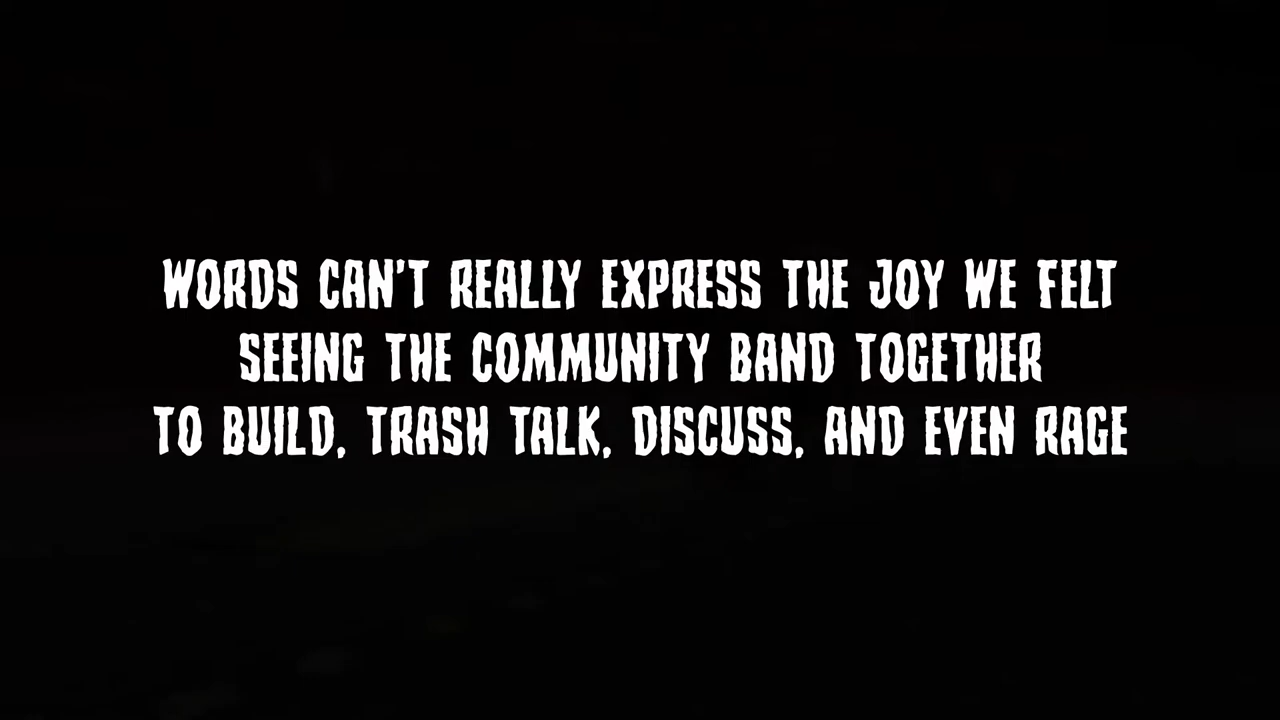 WORDS CAN'T REALLY EXPRESS THE JOY WE FELT
SEEING THE COMMUNITY BAND TOGETHER
TO BUILD, TRASH TALK, DISCUSS, AND EVEN RAGE